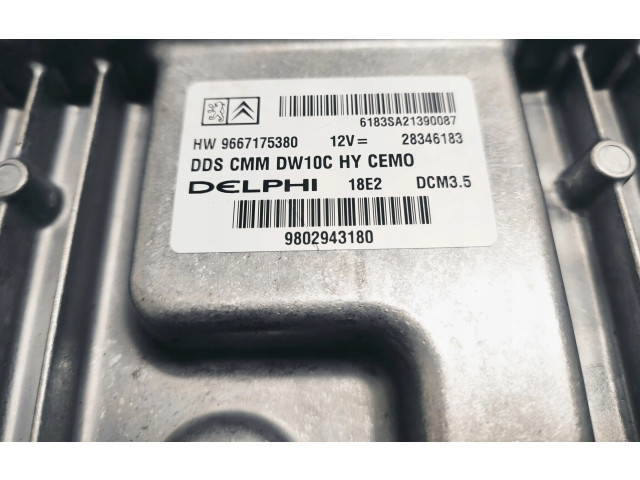 6183SA21390087
HW 9667175380 12V= 28346183
DDS CMM DW10C HY CEMO
DELPHI 18E2 DCM3.5
9802943180